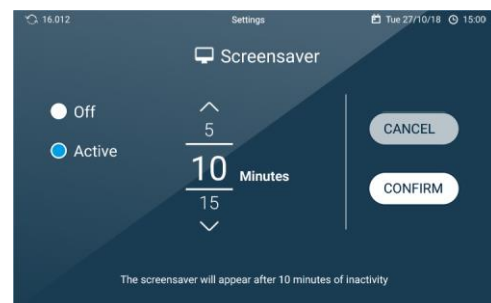 16.012 Settings Tue 27/10/18 15:00
Screensaver
Off
Active
5
10 Minutes
15
CANCEL
CONFIRM
The screensaver will appear after 10 minutes of inactivity